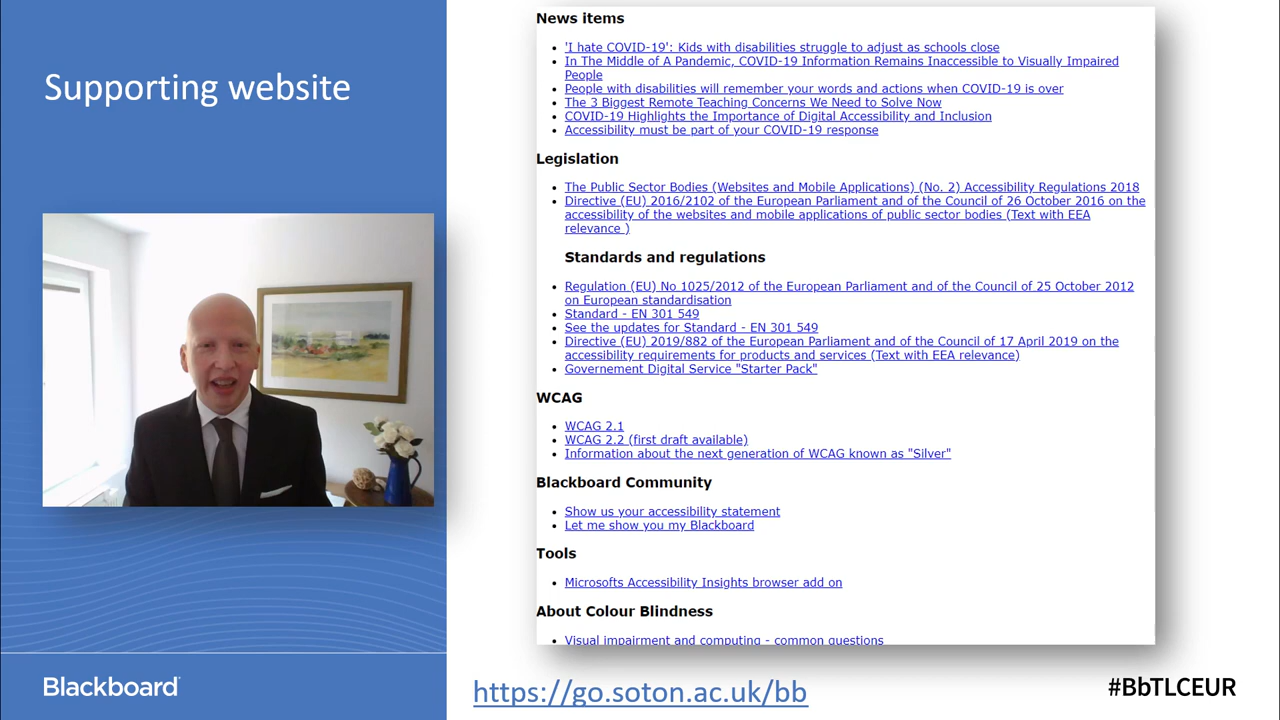 Supporting website
News items
'I hate COVID-19': Kids with disabilities struggle to adjust as schools close
In The Middle of A Pandemic, COVID-19 Information Remains Inaccessible to Visually Impaired
People
People with disabilities will remember your words and actions when COVID-19 is over
The 3 Biggest Remote Teaching Concerns We Need to Solve Now
COVID-19 Highlights the Importance of Digital Accessibility and Inclusion
Accessibility must be part of your COVID-19 response
Legislation
The Public Sector Bodies (Websites and Mobile Applications) (No. 2) Accessibility Regulations 2018
Directive (EU) 2016/2102 of the European Parliament and of the Council of 26 October 2016 on the
accessibility of the websites and mobile applications of public sector bodies (Text with EEA
relevance )
Standards and regulations
Regulation (EU) No 1025/2012 of the European Parliament and of the Council of 25 October 2012
on European standardisation
Standard - EN 301 549
See the updates for Standard - EN 301 549
Directive (EU) 2019/882 of the European Parliament and of the Council of 17 April 2019 on the
accessibility requirements for products and services (Text with EEA relevance)
Governement Digital Service "Starter Pack"
WCAG
WCAG 2.1
WCAG 2.2 (first draft available)
Information about the next generation of WCAG known as "Silver"
Blackboard Community
Show us your accessibility statement
Let me show you my Blackboard
Tools
Microsofts Accessibility Insights browser add on
About Colour Blindness
Visual impairment and computing - common questions
Blackboard
https://go.soton.ac.uk/bb
#BbTLCEUR